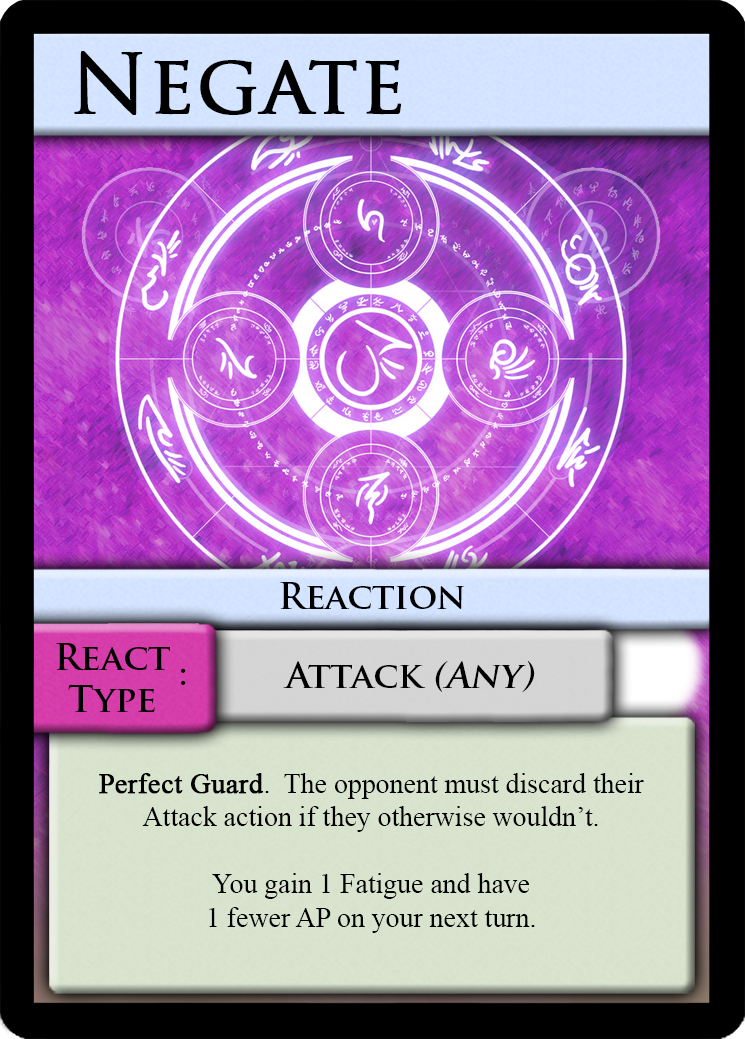 Negate
Reaction
React
Type :
Attack (Any)
Perfect Guard. The opponent must discard their
Attack action if they otherwise wouldn't.
You gain 1 Fatigue and have
1 fewer AP on your next turn.